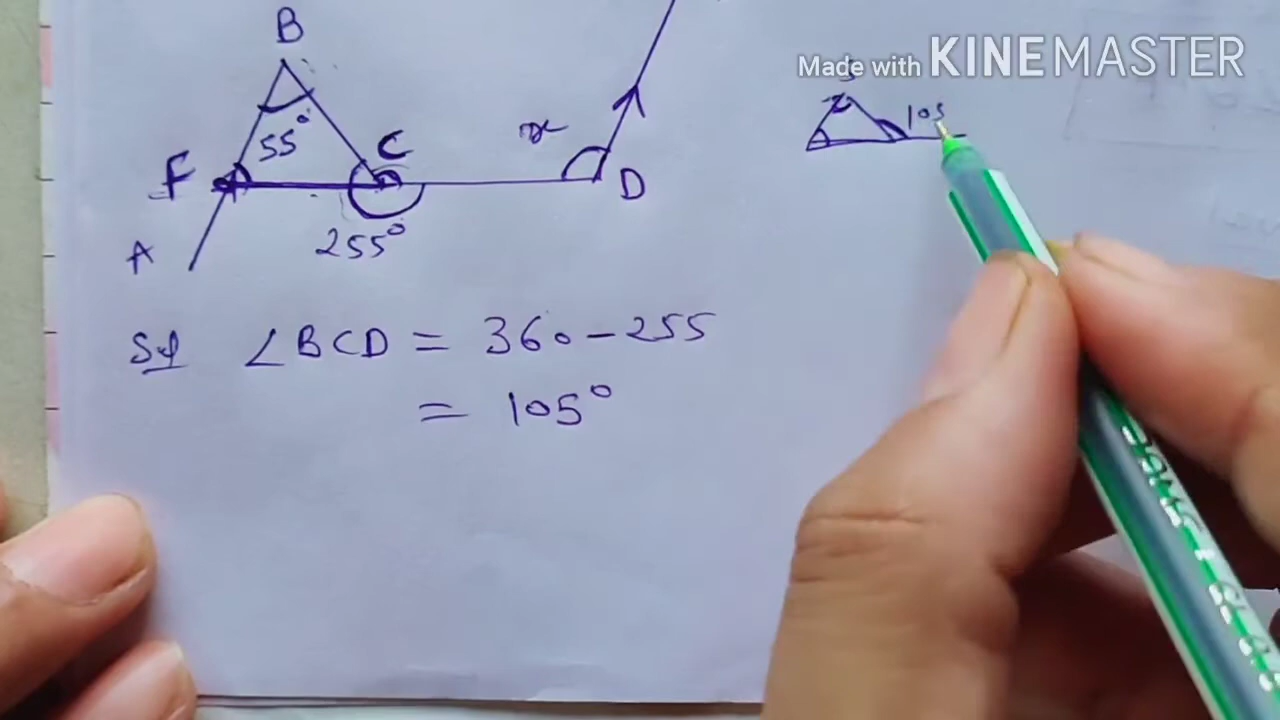 Made with KINEMASTER
B
55°
C
x
F
D
A
255°
105
Sol ∠BCD = 360 - 255
= 105°